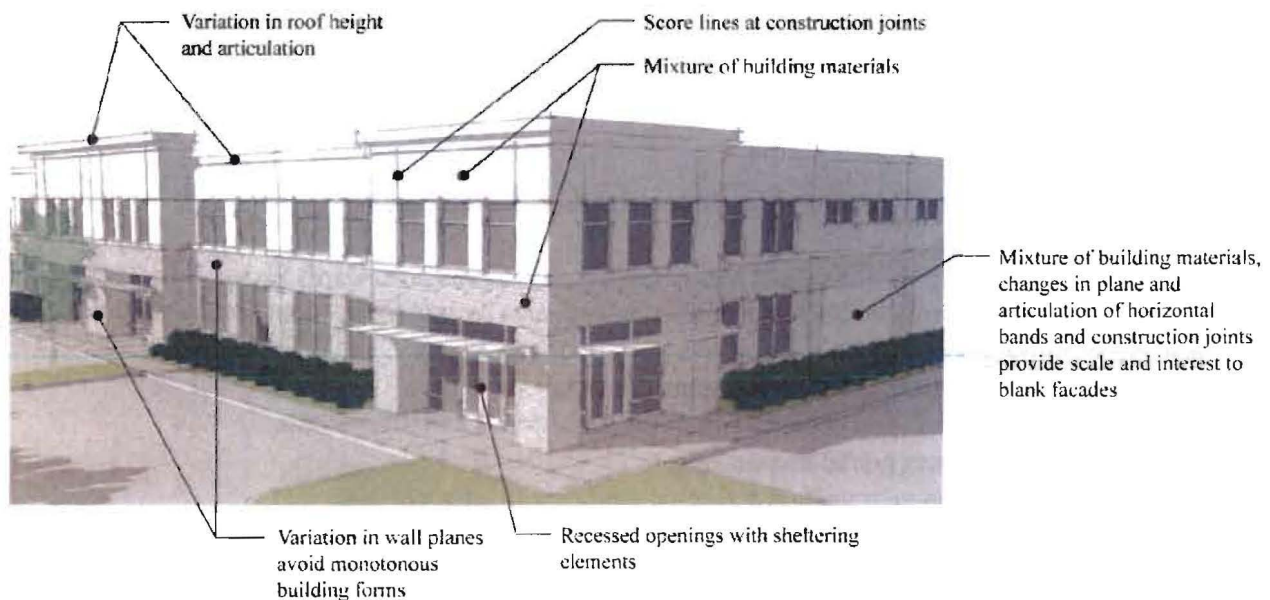 Variation in roof height
and articulation
Score lines at construction joints
Mixture of building materials
Mixture of building materials,
changes in plane and
articulation of horizontal
bands and construction joints
provide scale and interest to
blank facades
Variation in wall planes
avoid monotonous
building forms
Recessed openings with sheltering
elements